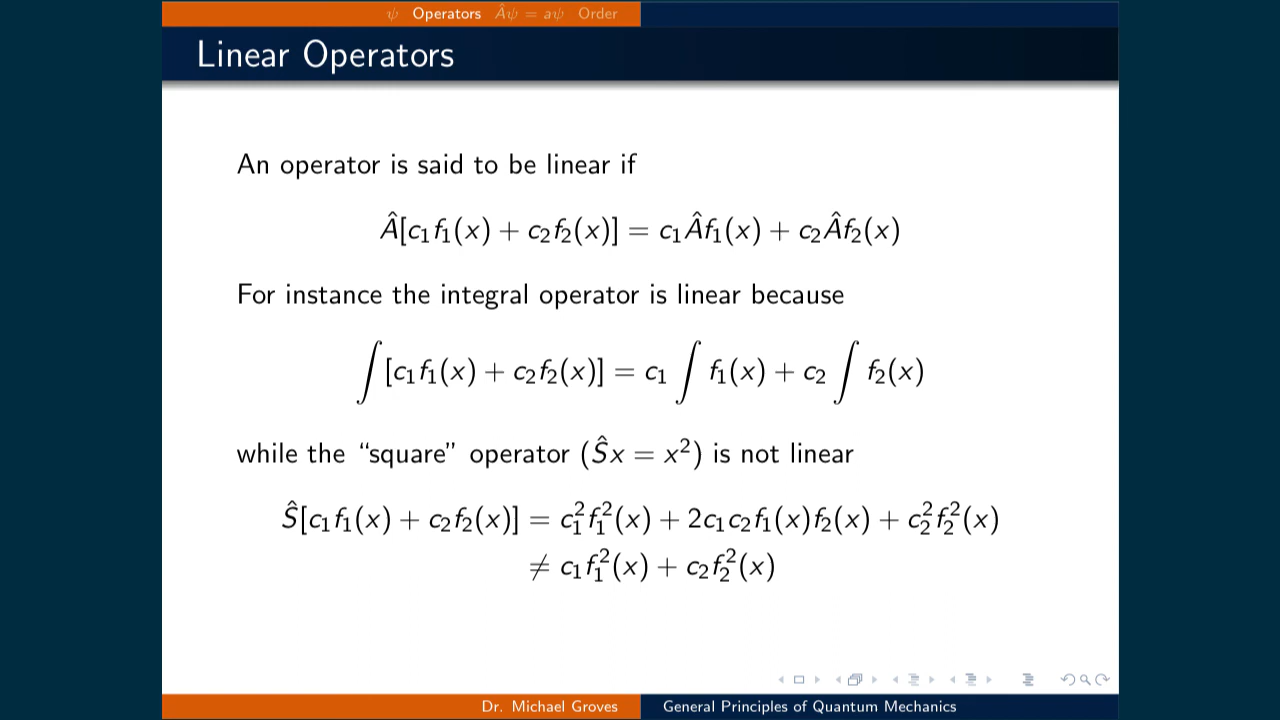 ψ Operators Âψ = aψ Order
Linear Operators
An operator is said to be linear if
Â[c₁f₁(x) + c₂f₂(x)] = c₁Âf₁(x) + c₂Âf₂(x)
For instance the integral operator is linear because
∫[c₁f₁(x) + c₂f₂(x)] = c₁ ∫ f₁(x) + c₂ ∫ f₂(x)
while the “square” operator (Ŝx = x²) is not linear
Ŝ[c₁f₁(x) + c₂f₂(x)] = c₁²f₁²(x) + 2c₁c₂f₁(x)f₂(x) + c₂²f₂²(x)
≠ c₁f₁²(x) + c₂f₂²(x)
Dr. Michael Groves General Principles of Quantum Mechanics